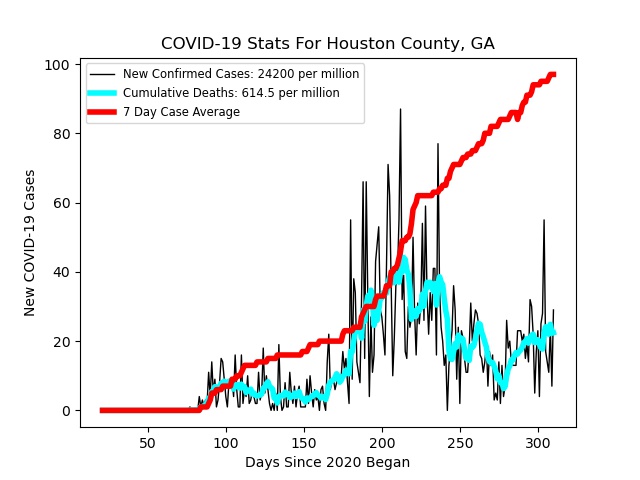 COVID-19 Stats For Houston County, GA
New Confirmed Cases: 24200 per million
Cumulative Deaths: 614.5 per million
7 Day Case Average
100
80
60
40
20
0
New COVID-19 Cases
50 100 150 200 250 300
Days Since 2020 Began